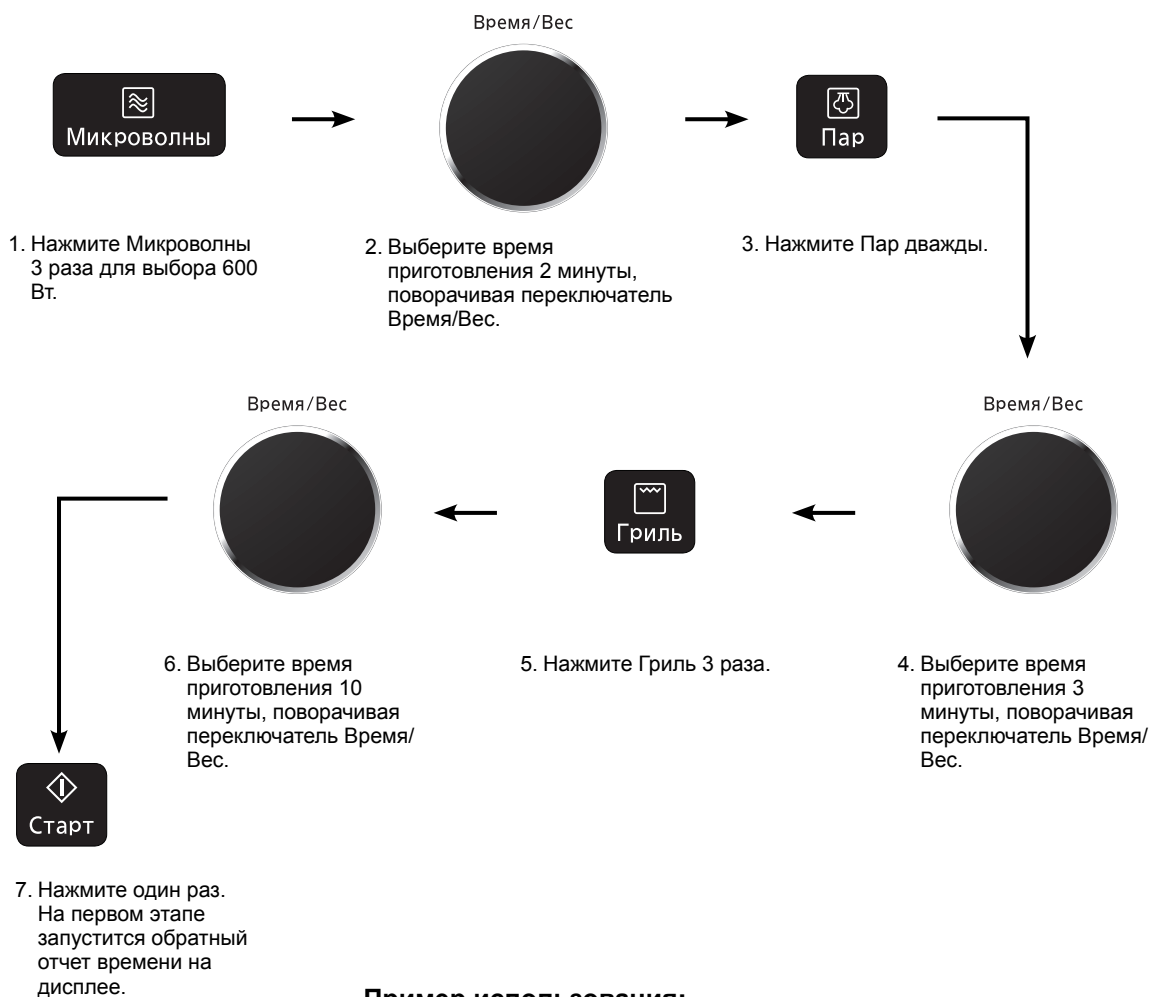 Время/Вес
Микроволны
Пар
1. Нажмите Микроволны
3 раза для выбора 600
Вт.
2. Выберите время
приготовления 2 минуты,
поворачивая переключатель
Время/Вес.
3. Нажмите Пар дважды.
Время/Вес
Время/Вес
Гриль
6. Выберите время
приготовления 10
минуты, поворачивая
переключатель Время/
Вес.
5. Нажмите Гриль 3 раза.
4. Выберите время
приготовления 3
минуты, поворачивая
переключатель Время/
Вес.
Старт
7. Нажмите один раз.
На первом этапе
запустится обратный
отчет времени на
дисплее.
Пример использования: